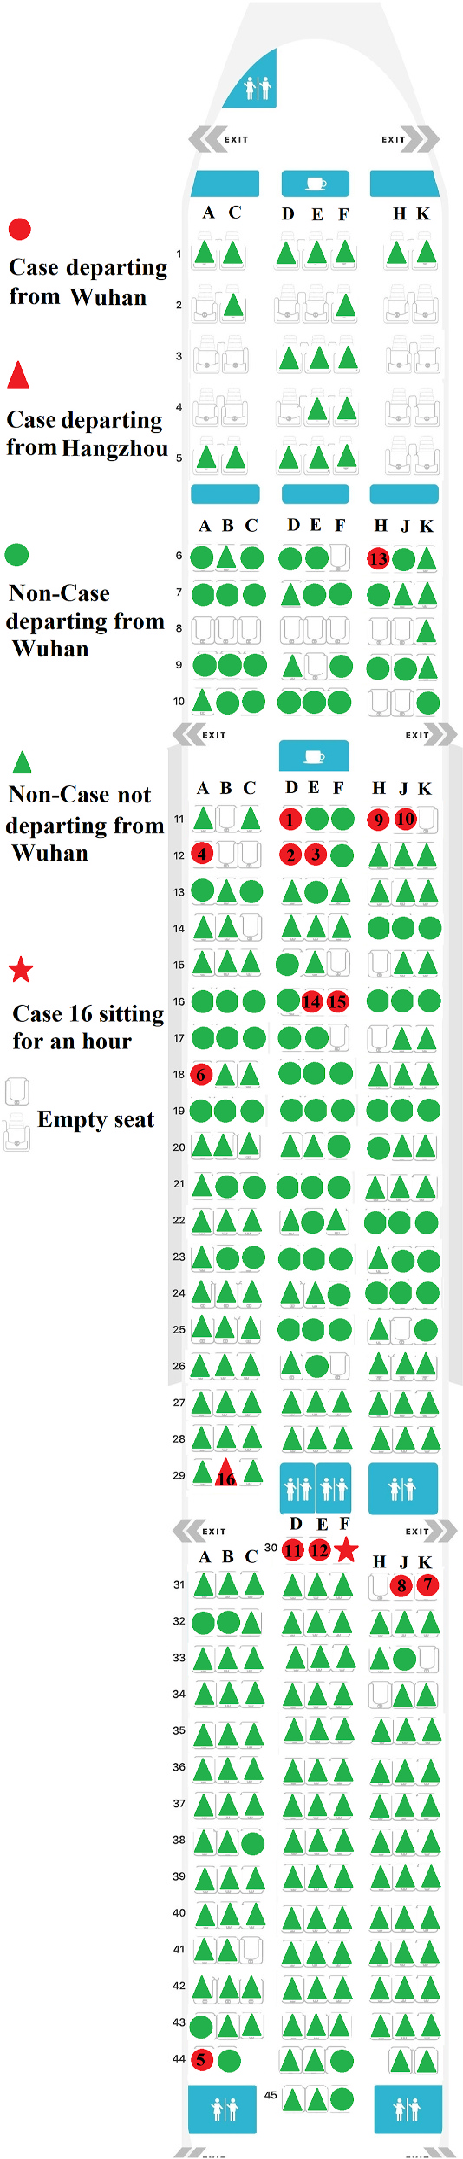 EXIT EXIT
A C D E F H K
Case departing
from Wuhan
1
2
3
Case departing
from Hangzhou
4
5
A B C D E F H J K
6 13
Non-Case
departing from
Wuhan
7
8
9
10
EXIT EXIT
Non-Case not
departing from
Wuhan
A B C D E F H J K
11 1 9 10
12 4 2 3
13
14
15
Case 16 sitting
for an hour
16 14 15
17
Empty seat
18 6
19
20
21
22
23
24
25
26
27
28
29 16
D E F
EXIT EXIT
30 11 12
A B C H J K
31 8 7
32
33
34
35
36
37
38
39
40
41
42
43
44 5
45